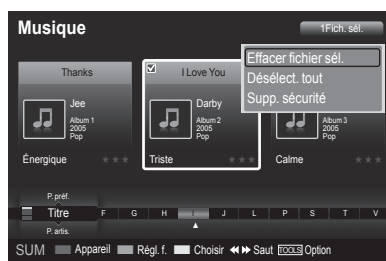 Musique
1Fich. sél.
Effacer fichier sél.
Désélect. tout
Supp. sécurité
Thanks
I Love You
Jee
Album 1
2005
Pop
Darby
Album 2
2005
Pop
Album 3
2005
Pop
Énergique
Triste
Calme
P. préf.
Titre F G H I J L P S T V
P. artis.
SUM Appareil Régl. f. Choisir Saut TOOLS Option